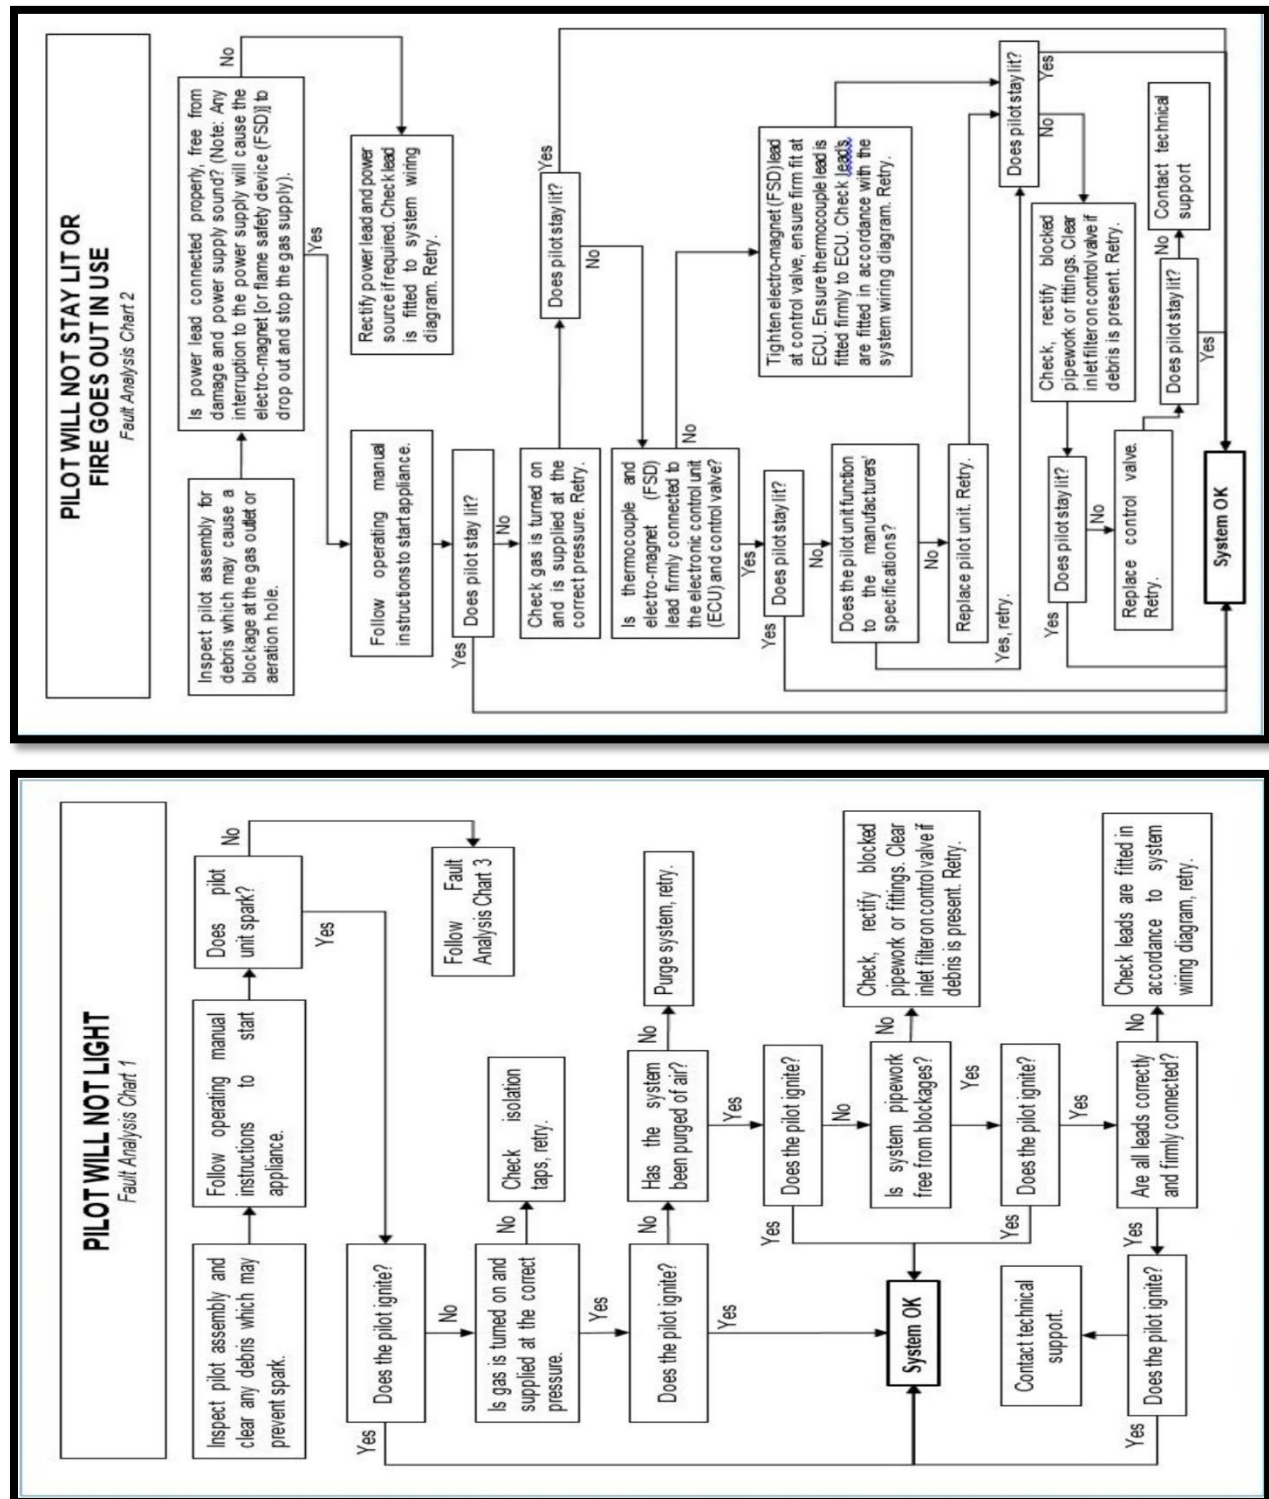 PILOT WILL NOT STAY LIT OR
FIRE GOES OUT IN USE
Fault Analysis Chart 2
Inspect pilot assembly for
debris which may cause a
blockage at the gas outlet or
aeration hole.
Is power lead connected properly, free from
damage and power supply sound? (Note: Any
interruption to the power supply will cause the
electro-magnet [or flame safety device (FSD)] to
drop out and stop the gas supply).
No
Yes
Rectify power lead and power
source if required. Check lead
is fitted to system wiring
diagram. Retry.
Follow operating manual
instructions to start appliance.
Does pilot stay lit?
Yes
No
Check gas is turned on
and is supplied at the
correct pressure. Retry.
Does pilot stay lit?
Yes
No
Is thermocouple and
electro-magnet (FSD)
lead firmly connected to
the electronic control unit
(ECU) and control valve?
No
Yes
Tighten electro-magnet (FSD) lead
at control valve, ensure firm fit at
ECU. Ensure thermocouple lead is
fitted firmly to ECU. Check lead's
are fitted in accordance with the
system wiring diagram. Retry.
Does pilot stay lit?
Yes
No
Does the pilot unit function
to the manufacturers'
specifications?
No
Yes, retry.
Replace pilot unit. Retry.
Does pilot stay lit?
Yes
No
Check, rectify blocked
pipework or fittings. Clear
inlet filter on control valve if
debris is present. Retry.
Does pilot stay lit?
Yes
No
Replace control valve.
Retry.
Does pilot stay lit?
No
Yes
Contact technical
support
System OK
PILOT WILL NOT LIGHT
Fault Analysis Chart 1
Inspect pilot assembly and
clear any debris which may
prevent spark.
Follow operating manual
instructions to start
appliance.
Does pilot
unit spark?
No
Yes
Follow Fault
Analysis Chart 3
Does the pilot ignite?
Yes
No
Is gas is turned on and
supplied at the correct
pressure.
No
Yes
Check isolation
taps, retry.
Does the pilot ignite?
No
Yes
Has the system
been purged of air?
No
Yes
Purge system, retry.
Does the pilot ignite?
Yes
No
Is system pipework
free from blockages?
No
Yes
Check, rectify blocked
pipework or fittings. Clear
inlet filter on control valve if
debris is present. Retry.
System OK
Does the pilot ignite?
Yes
Yes
Are all leads correctly
and firmly connected?
No
Yes
Check leads are fitted in
accordance to system
wiring diagram, retry.
Does the pilot ignite?
Yes
Contact technical
support.